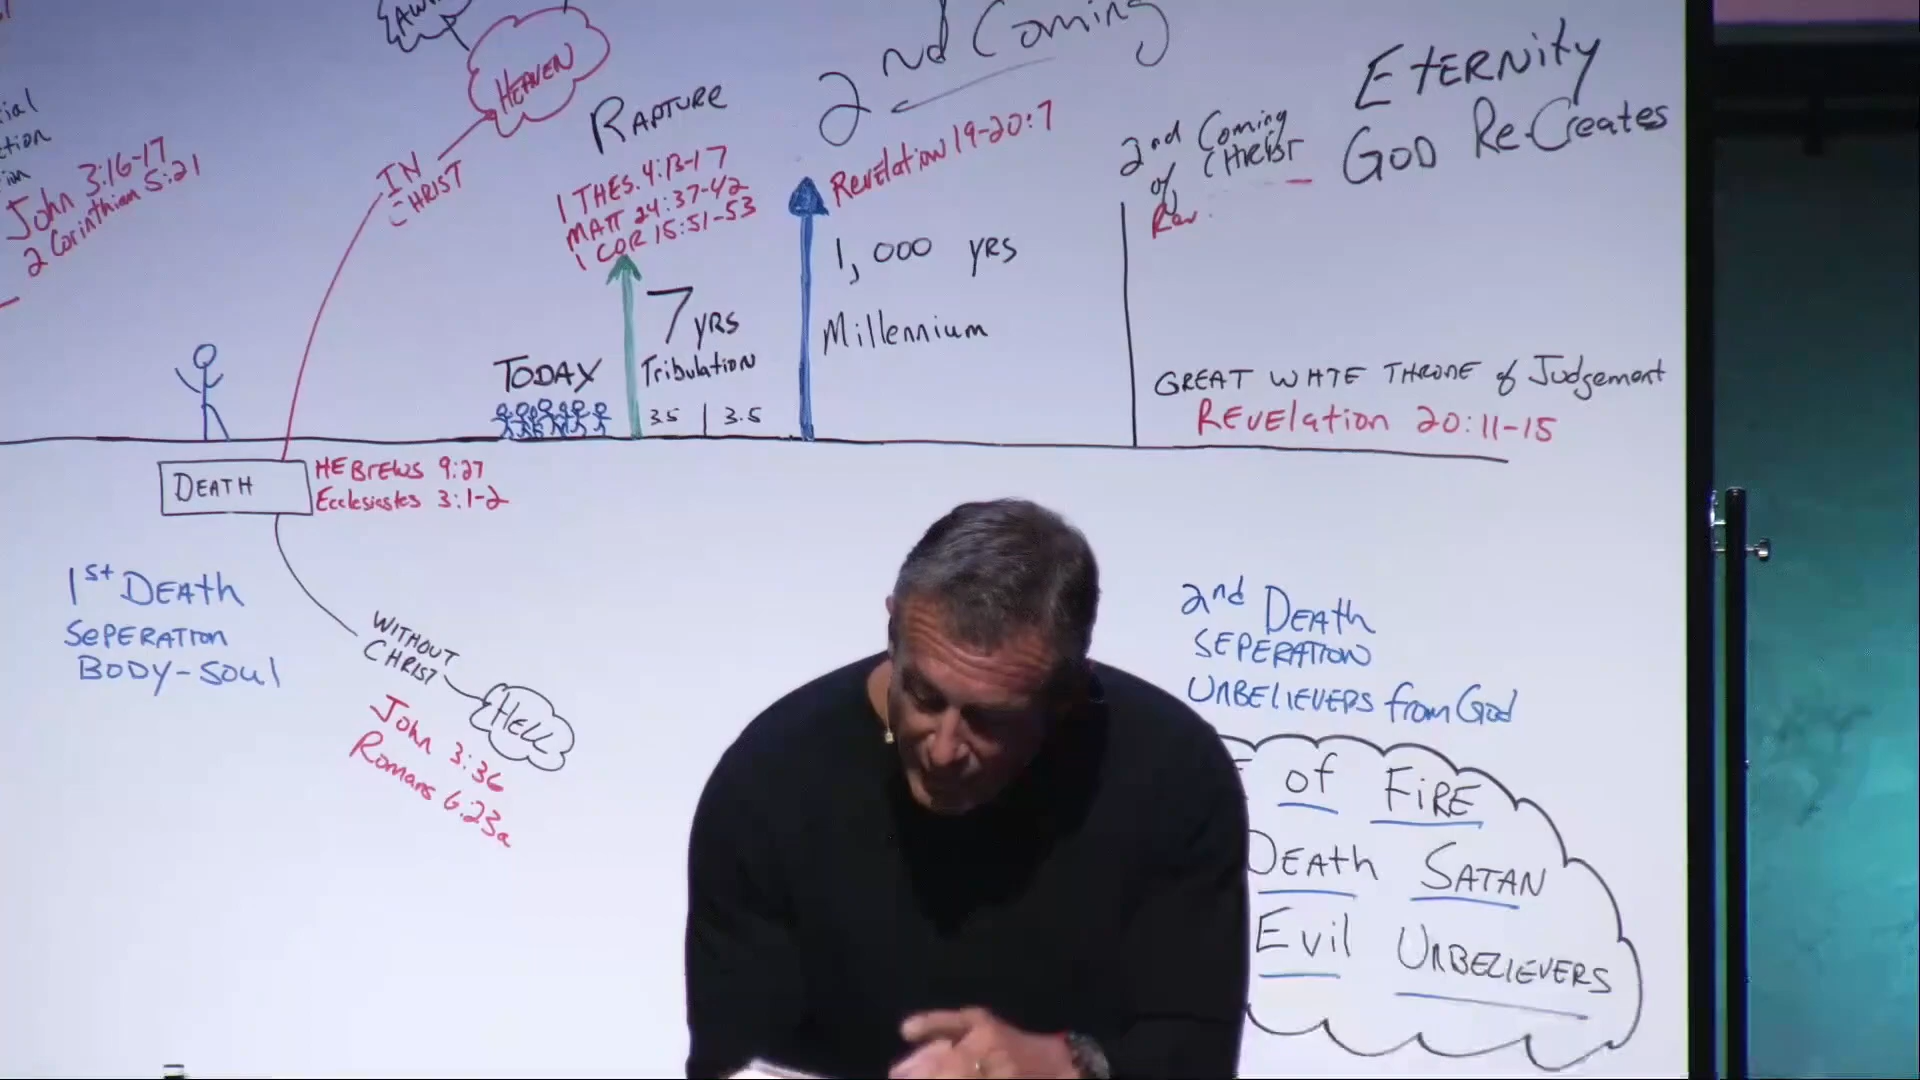 HEAVEN
2nd Coming
ETERNITY
GOD Re-Creates
RAPTURE
1 THES. 4:13-17
MATT 24:37-42
1 COR 15:51-53
Revelation 19-20:7
2nd Coming
of CHRIST
Rev.
John 3:16-17
2 Corinthian 5:21
IN
CHRIST
1,000 yrs
Millennium
7 yrs
Tribulation
3.5 | 3.5
TODAY
GREAT WHITE THRONE of Judgement
REVElation 20:11-15
DEATH
HEBREWS 9:27
Ecclesiastes 3:1-2
1st DEATH
SEPERATION
BODY-SOUL
WITHOUT
CHRIST
HELL
John 3:36
Romans 6:23a
2nd DEATH
SEPERATION
UNBELIEVERS from God
of FIRE
DEATH SATAN
Evil UNBELIEVERS